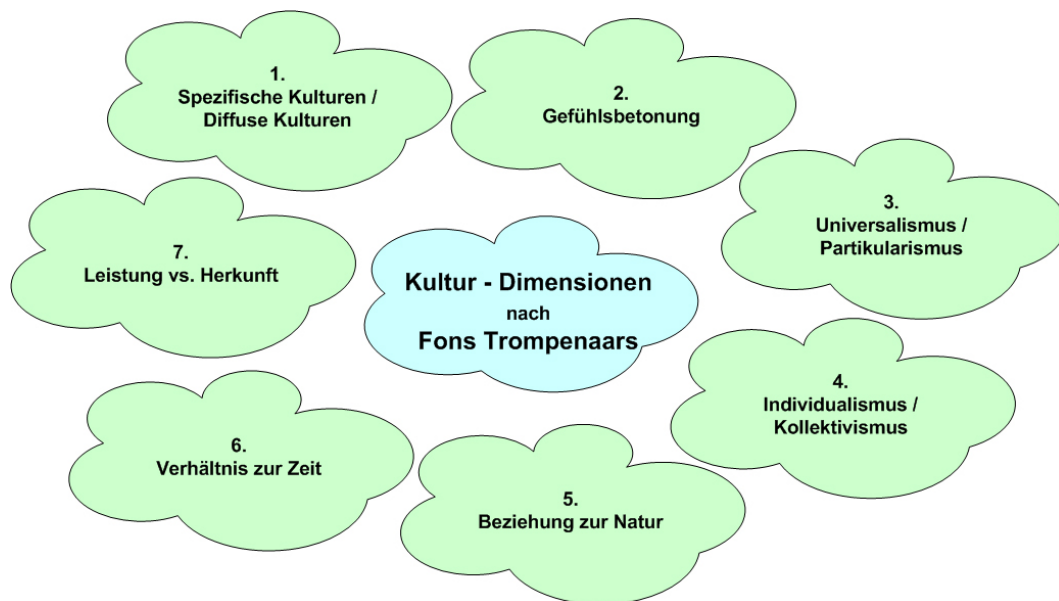 1.
Spezifische Kulturen /
Diffuse Kulturen
2.
Gefühlsbetonung
3.
Universalismus /
Partikularismus
4.
Individualismus /
Kollektivismus
5.
Beziehung zur Natur
6.
Verhältnis zur Zeit
7.
Leistung vs. Herkunft
Kultur - Dimensionen
nach
Fons Trompenaars